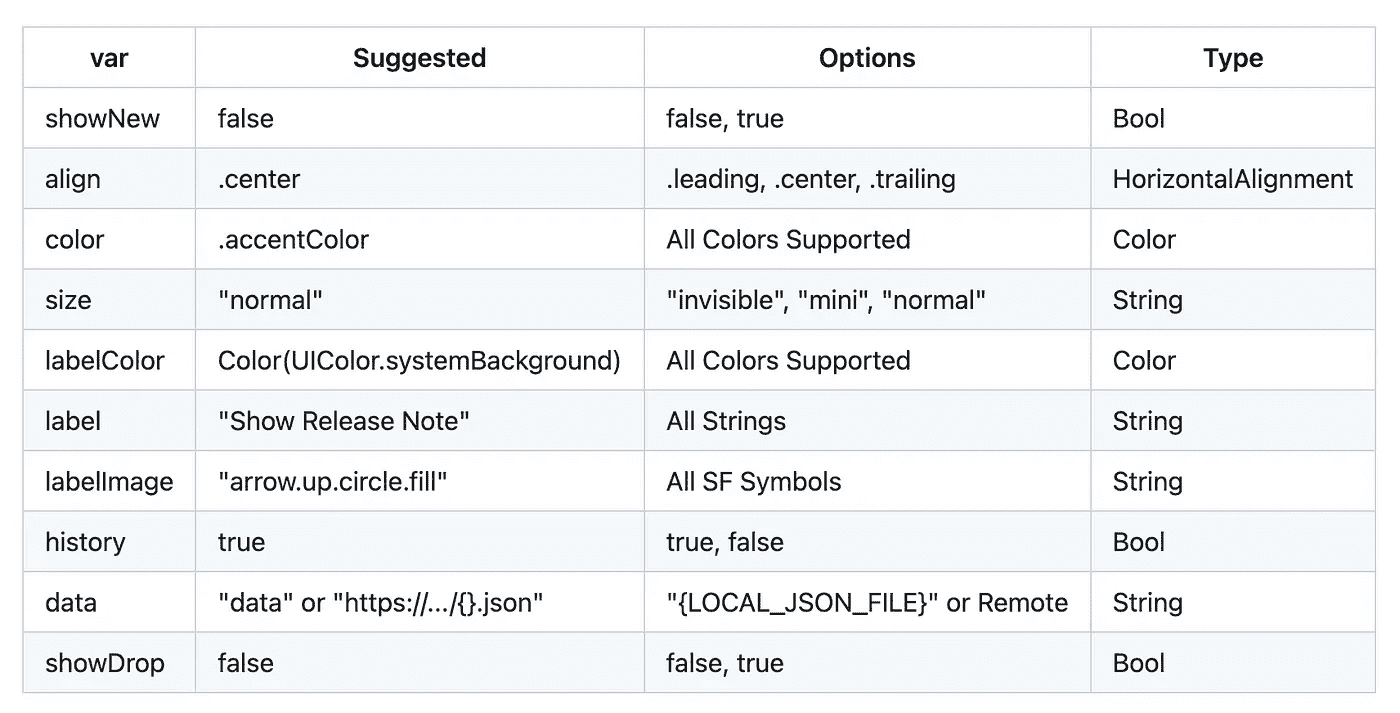 var Suggested Options Type
showNew false false, true Bool
align .center .leading, .center, .trailing HorizontalAlignment
color .accentColor All Colors Supported Color
size "normal" "invisible", "mini", "normal" String
labelColor Color(UIColor.systemBackground) All Colors Supported Color
label "Show Release Note" All Strings String
labelImage "arrow.up.circle.fill" All SF Symbols String
history true true, false Bool
data "data" or "https://.../{}.json" "{LOCAL_JSON_FILE}" or Remote String
showDrop false false, true Bool